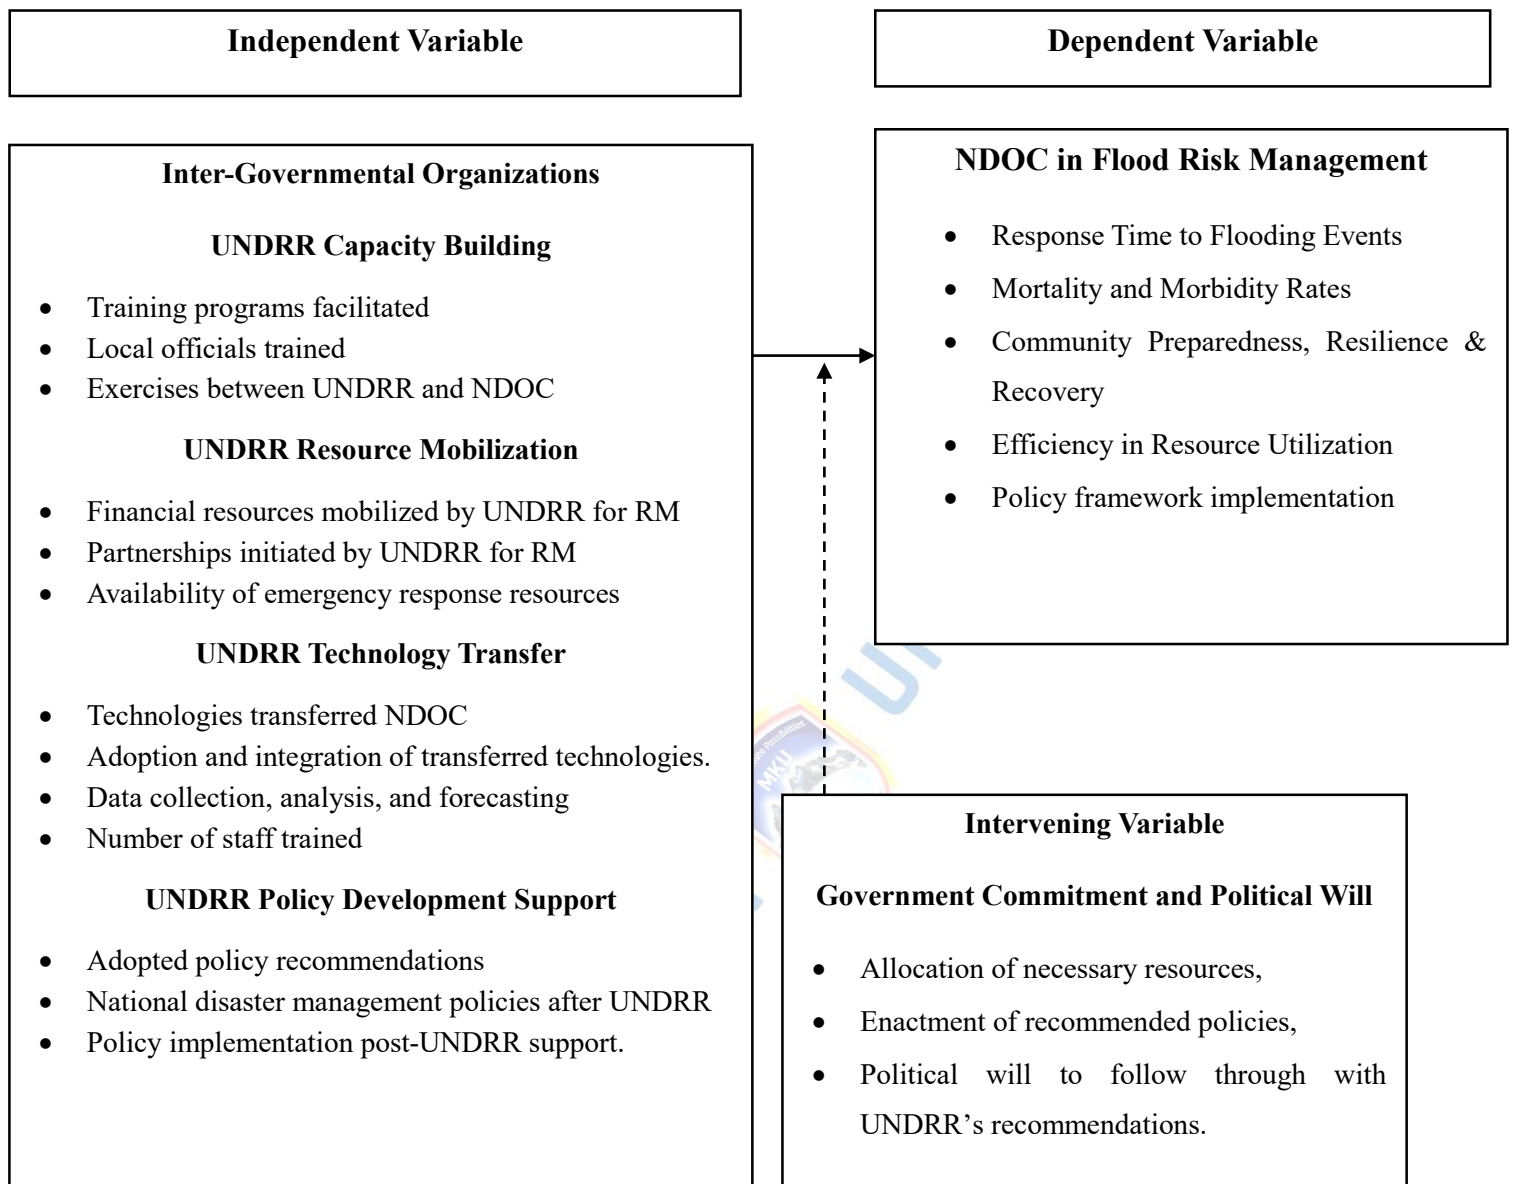 Independent Variable
Dependent Variable
Inter-Governmental Organizations
UNDRR Capacity Building
• Training programs facilitated
• Local officials trained
• Exercises between UNDRR and NDOC
UNDRR Resource Mobilization
• Financial resources mobilized by UNDRR for RM
• Partnerships initiated by UNDRR for RM
• Availability of emergency response resources
UNDRR Technology Transfer
• Technologies transferred NDOC
• Adoption and integration of transferred technologies.
• Data collection, analysis, and forecasting
• Number of staff trained
UNDRR Policy Development Support
• Adopted policy recommendations
• National disaster management policies after UNDRR
• Policy implementation post-UNDRR support.
NDOC in Flood Risk Management
• Response Time to Flooding Events
• Mortality and Morbidity Rates
• Community Preparedness, Resilience &
Recovery
• Efficiency in Resource Utilization
• Policy framework implementation
Intervening Variable
Government Commitment and Political Will
• Allocation of necessary resources,
• Enactment of recommended policies,
• Political will to follow through with
UNDRR’s recommendations.
MKU